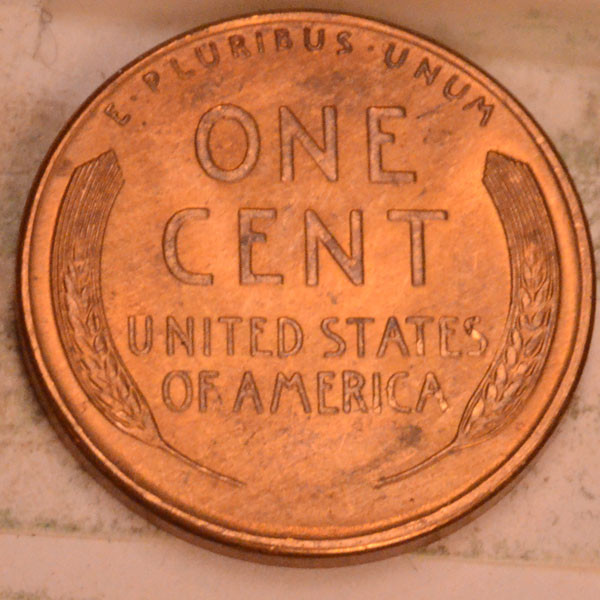 E · PLURIBUS · UNUM
ONE
CENT
UNITED STATES
OF AMERICA